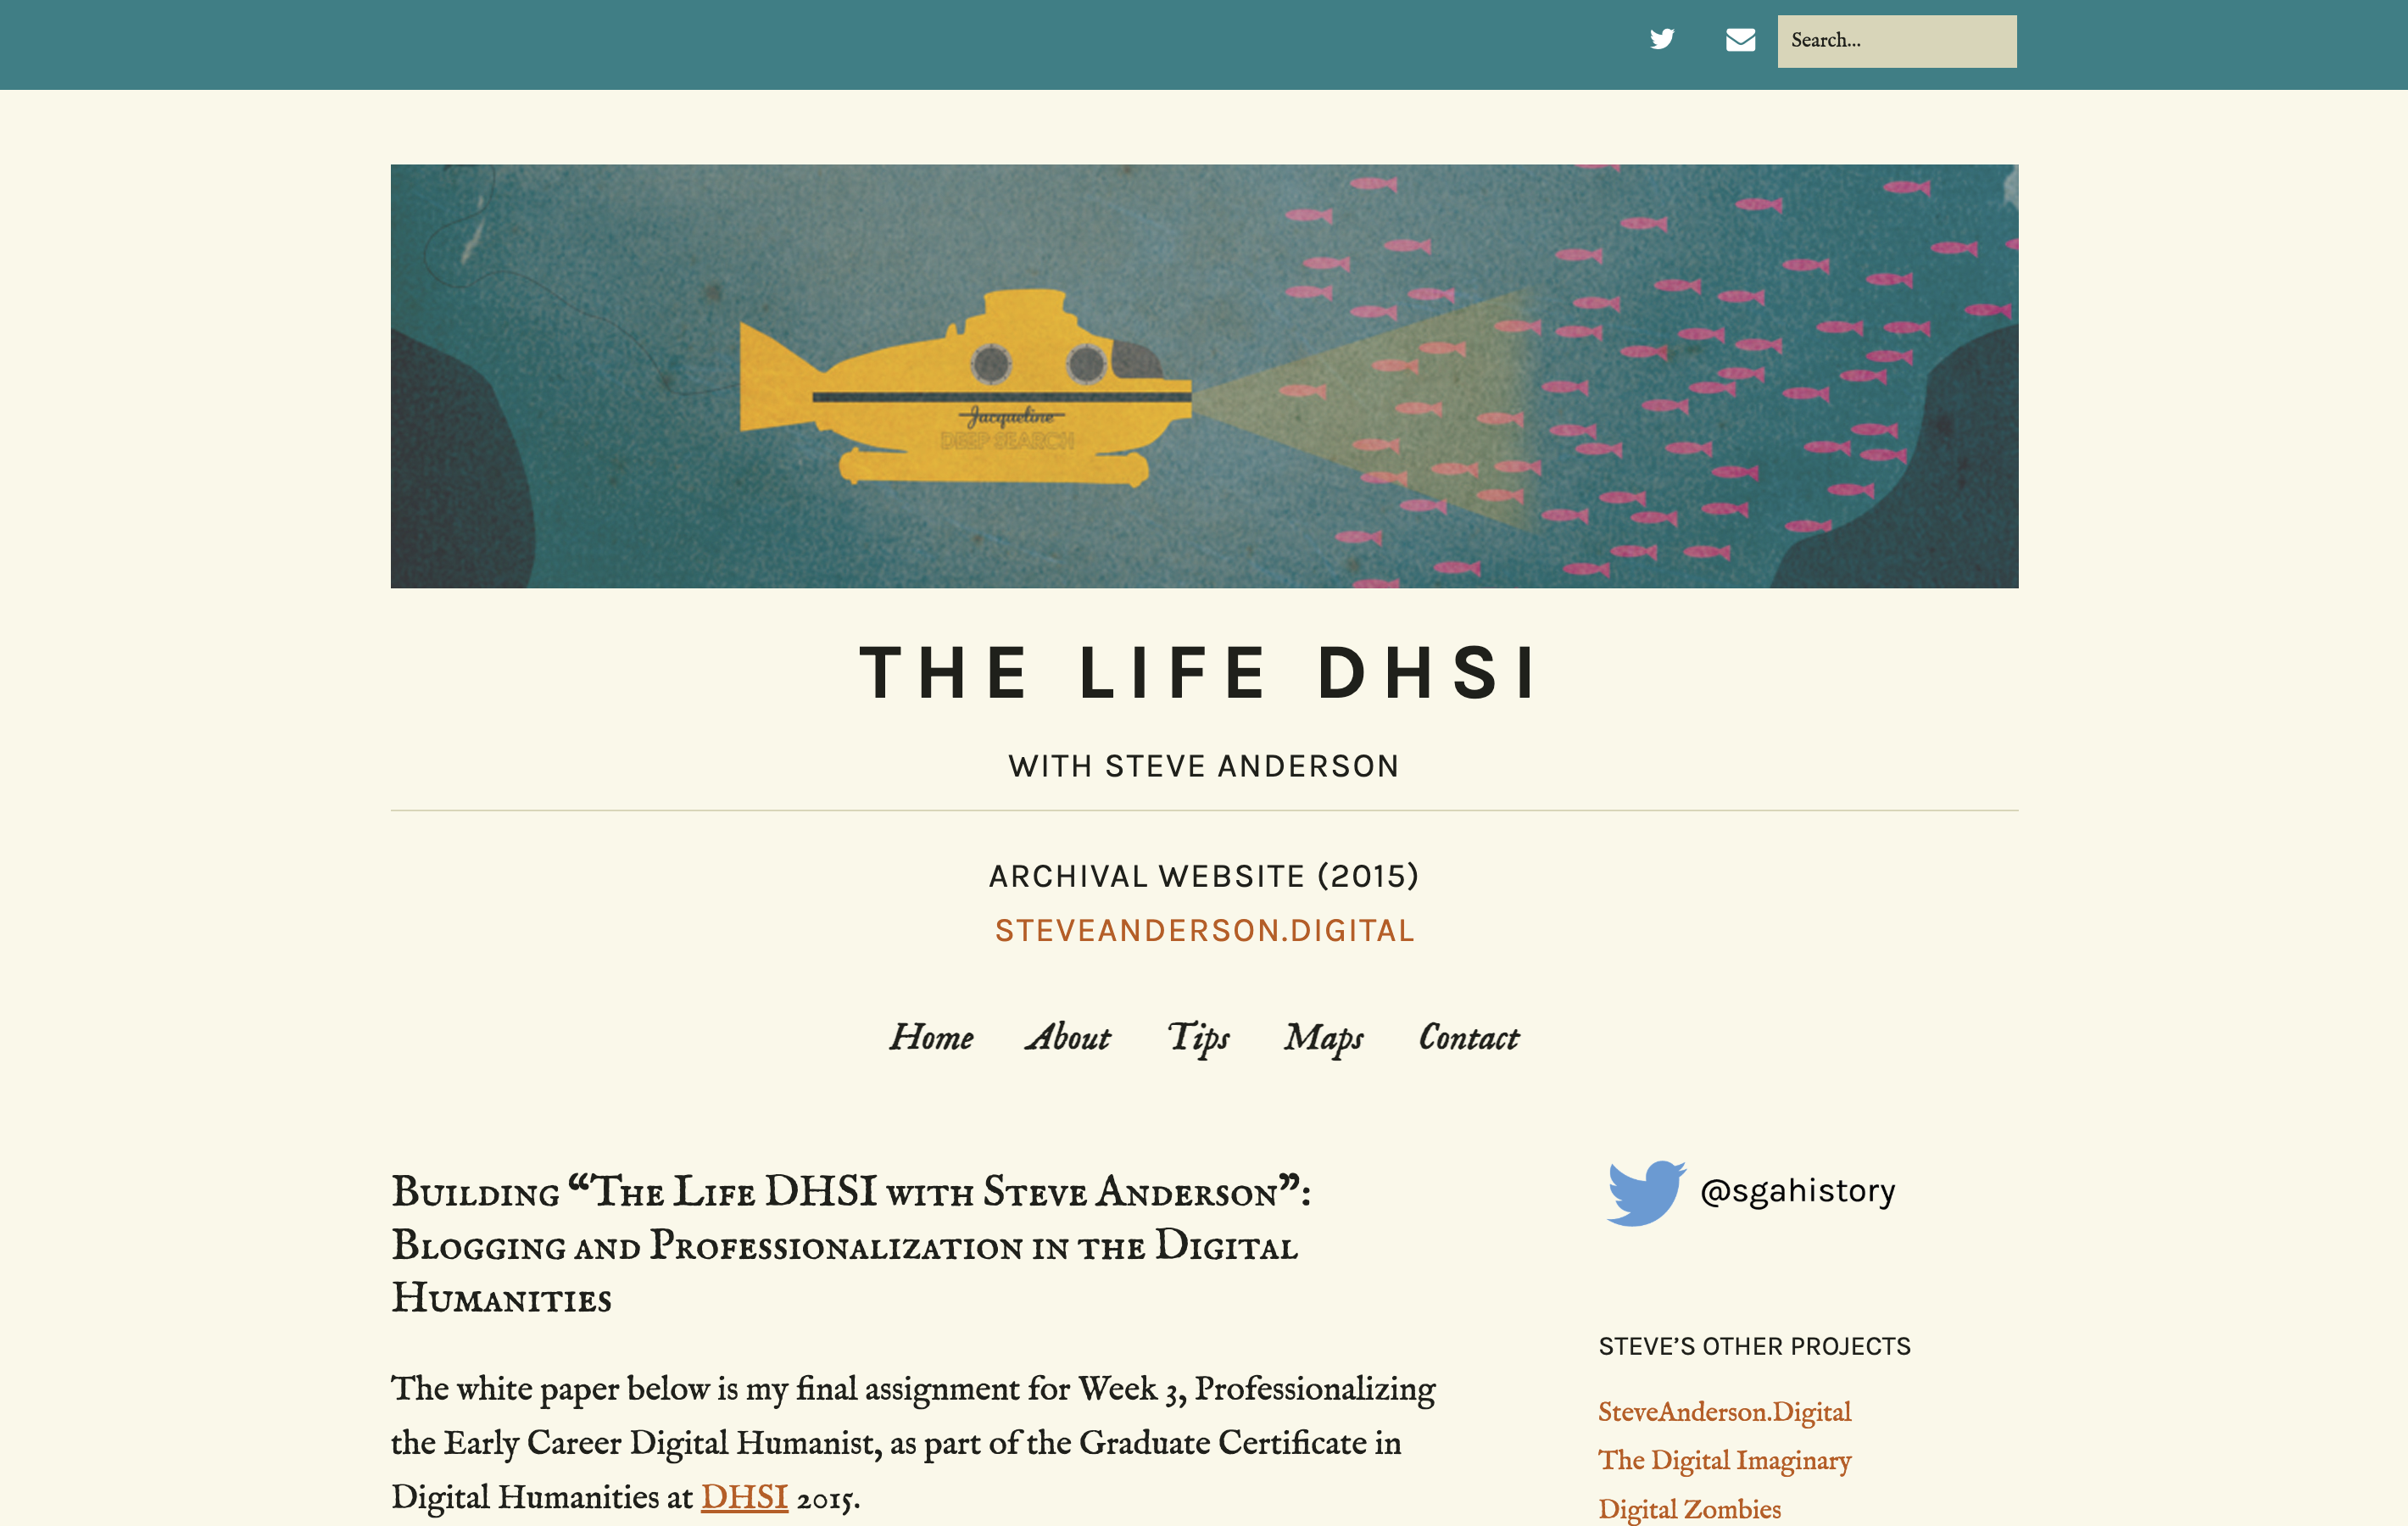 Search...
Jacqueline
DEEP SEARCH
THE LIFE DHSI
WITH STEVE ANDERSON
ARCHIVAL WEBSITE (2015)
STEVEANDERSON.DIGITAL
Home About Tips Maps Contact
Building “The Life DHSI with Steve Anderson”:
Blogging and Professionalization in the Digital
Humanities
The white paper below is my final assignment for Week 3, Professionalizing
the Early Career Digital Humanist, as part of the Graduate Certificate in
Digital Humanities at DHSI 2015.
@sgahistory
STEVE’S OTHER PROJECTS
SteveAnderson.Digital
The Digital Imaginary
Digital Zombies